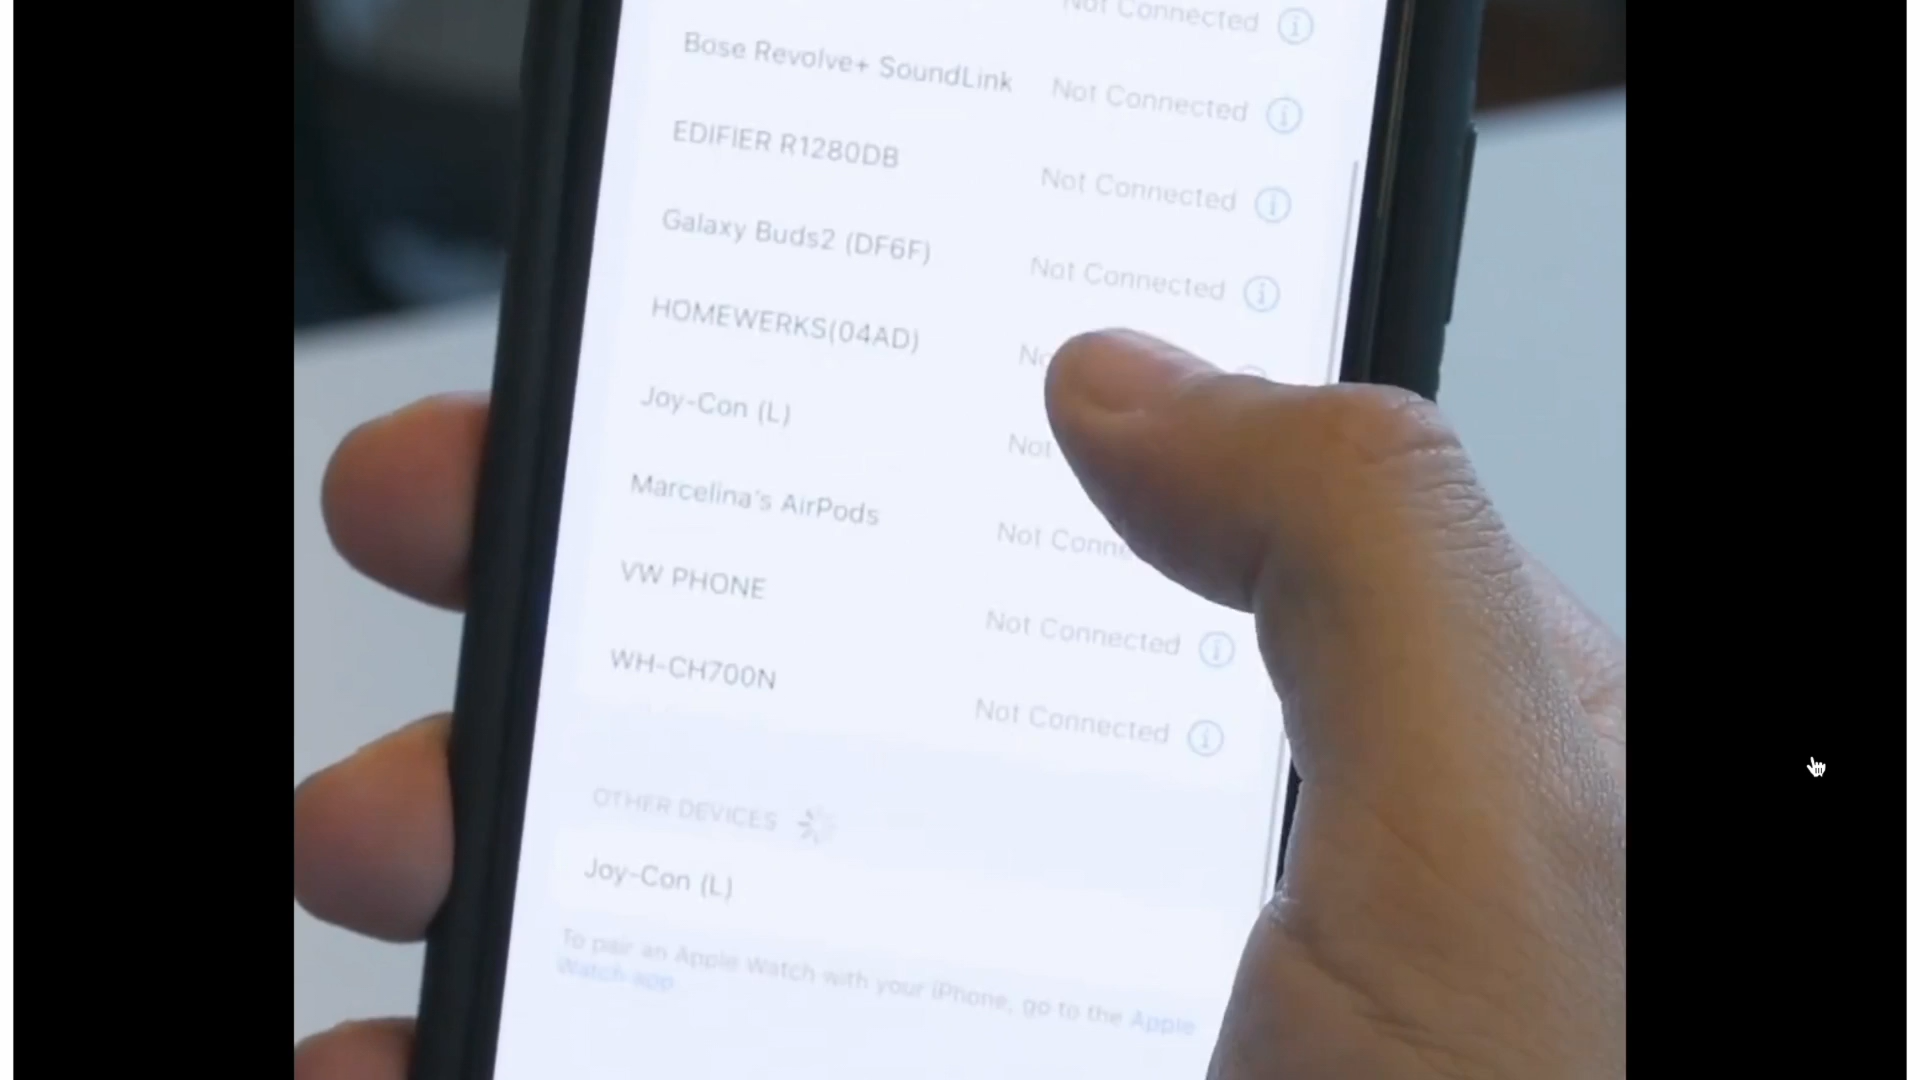 Not Connected
Bose Revolve+ SoundLink Not Connected
EDIFIER R1280DB Not Connected
Galaxy Buds2 (DF6F) Not Connected
HOMEWERKS(04AD)
Joy-Con (L) Not
Marcelina's AirPods Not
VW PHONE Not Connected
WH-CH700N Not Connected
OTHER DEVICES
Joy-Con (L)
To pair an Apple Watch with your iPhone, go to the Apple
Watch app